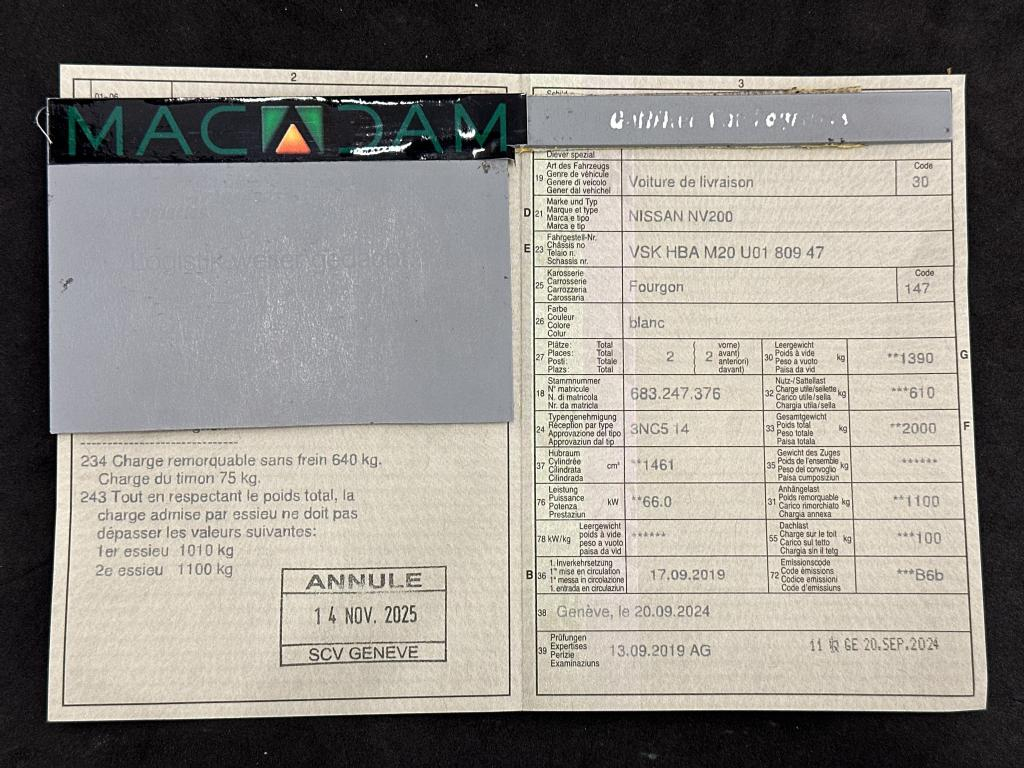 2
01-06
MACADAM
234 Charge remorquable sans frein 640 kg.
Charge du timon 75 kg.
243 Tout en respectant le poids total, la
charge admise par essieu ne doit pas
dépasser les valeurs suivantes:
1er essieu 1010 kg
2e essieu 1100 kg
ANNULE
14 NOV. 2025
SCV GENEVE
3
Diever spezial
19 Art des Fahrzeugs
Genre de véhicule
Genere di veicolo
Gener dal vehichel
Voiture de livraison
Code
30
D 21 Marke und Typ
Marque et type
Marca e tipo
Marca e tip
NISSAN NV200
E 23 Fahrgestell-Nr.
Châssis no
Telaio n.
Schassis nr.
VSK HBA M20 U01 809 47
25 Karosserie
Carrosserie
Carrozzeria
Carossaria
Fourgon
Code
147
26 Farbe
Couleur
Colore
Colur
blanc
27 Plätze: Total
Places: Total
Posti: Totale
Plazs: Total
2 ( 2 vorne)
avant)
anteriori)
davant)
30 Leergewicht
Poids à vide
Peso a vuoto
Paisa da vid
kg
**1390
G
18 Stammnummer
N° matricule
N. di matricola
Nr. da matricla
683.247.376
32 Nutz-/Sattellast
Charge utile/sellette
Carico utile/sella
Chargia utila/sella
kg
***610
24 Typengenehmigung
Réception par type
Approvazione del tipo
Approvaziun dal tip
3NC5 14
33 Gesamtgewicht
Poids total
Peso totale
Paisa totala
kg
**2000
F
37 Hubraum
Cylindrée
Cilindrata
Cilindrada
cm³
**1461
35 Gewicht des Zuges
Poids de l'ensemble
Peso del convoglio
Paisa cumposiziun
kg
******
76 Leistung
Puissance
Potenza
Prestaziun
kW
**66.0
31 Anhängelast
Poids remorquable
Carico rimorchiato
Chargia annexa
kg
**1100
78 kW/kg Leergewicht
poids à vide
peso a vuoto
paisa da vid
******
55 Dachlast
Charge sur le toit
Carico sul tetto
Chargia sin il tetg
kg
***100
B 36 1. Inverkehrsetzung
1re mise en circulation
1a messa in circolazione
1. entrada en circulaziun
17.09.2019
72 Emissionscode
Code émissions
Codice emissioni
Code d'emissiuns
***B6b
38 Genève, le 20.09.2024
39 Prüfungen
Expertises
Perizie
Examinaziuns
13.09.2019 AG
GE 20.SEP.2024